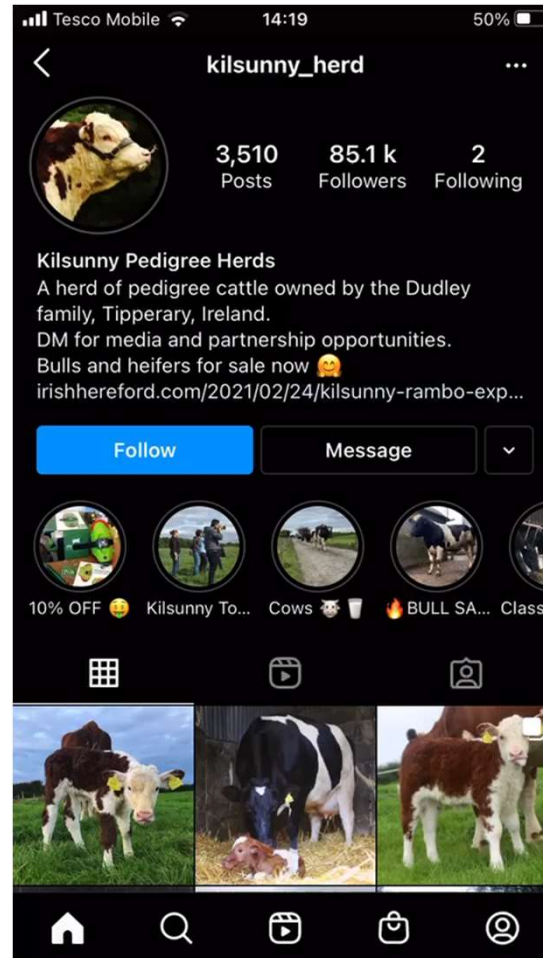 Tesco Mobile 14:19 50%
kilsunny_herd
3,510 85.1 k 2
Posts Followers Following
Kilsunny Pedigree Herds
A herd of pedigree cattle owned by the Dudley
family, Tipperary, Ireland.
DM for media and partnership opportunities.
Bulls and heifers for sale now 🤗
irishhereford.com/2021/02/24/kilsunny-rambo-exp...
Follow Message
10% OFF 🤑 Kilsunny To... Cows 🐮 🥛 🔥BULL SA... Class